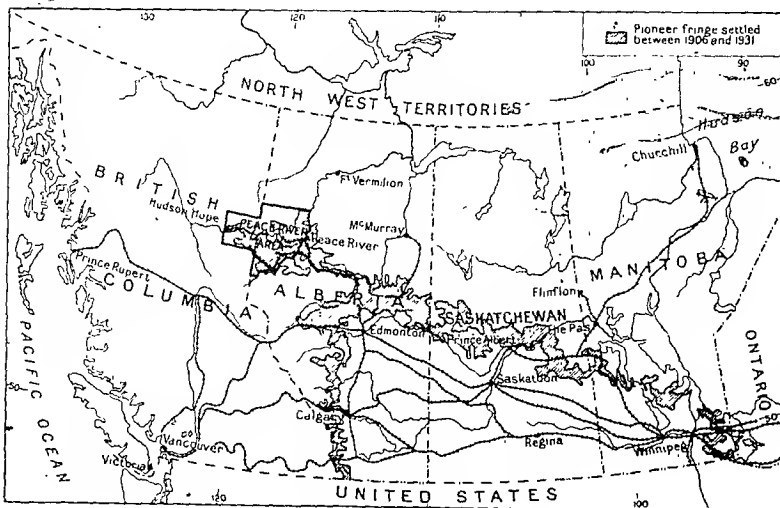 130
120
110
100
90
Pioneer fringe settled
between 1906 and 1931
60
NORTH WEST TERRITORIES
Hudson
Bay
Churchill
BRITISH
Hudson Hope
Ft Vermilion
McMurray
PEACE RIVER
AREA
Peace River
MANITOBA
Prince Rupert
COLUMBIA
ALBERTA
Flinflon
SASKATCHEWAN
The Pas
Edmonton
Prince Albert
ONTARIO
PACIFIC OCEAN
50
Saskatoon
Calgary
Vancouver
Victoria
Regina
Winnipeg
120
UNITED STATES
100